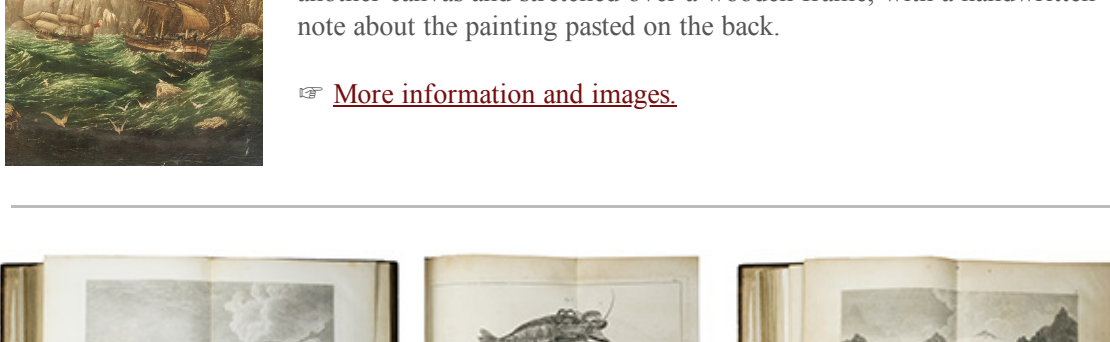 another canvas and stretched over a wooden frame, with a handwritten
note about the painting pasted on the back.
☞ More information and images.